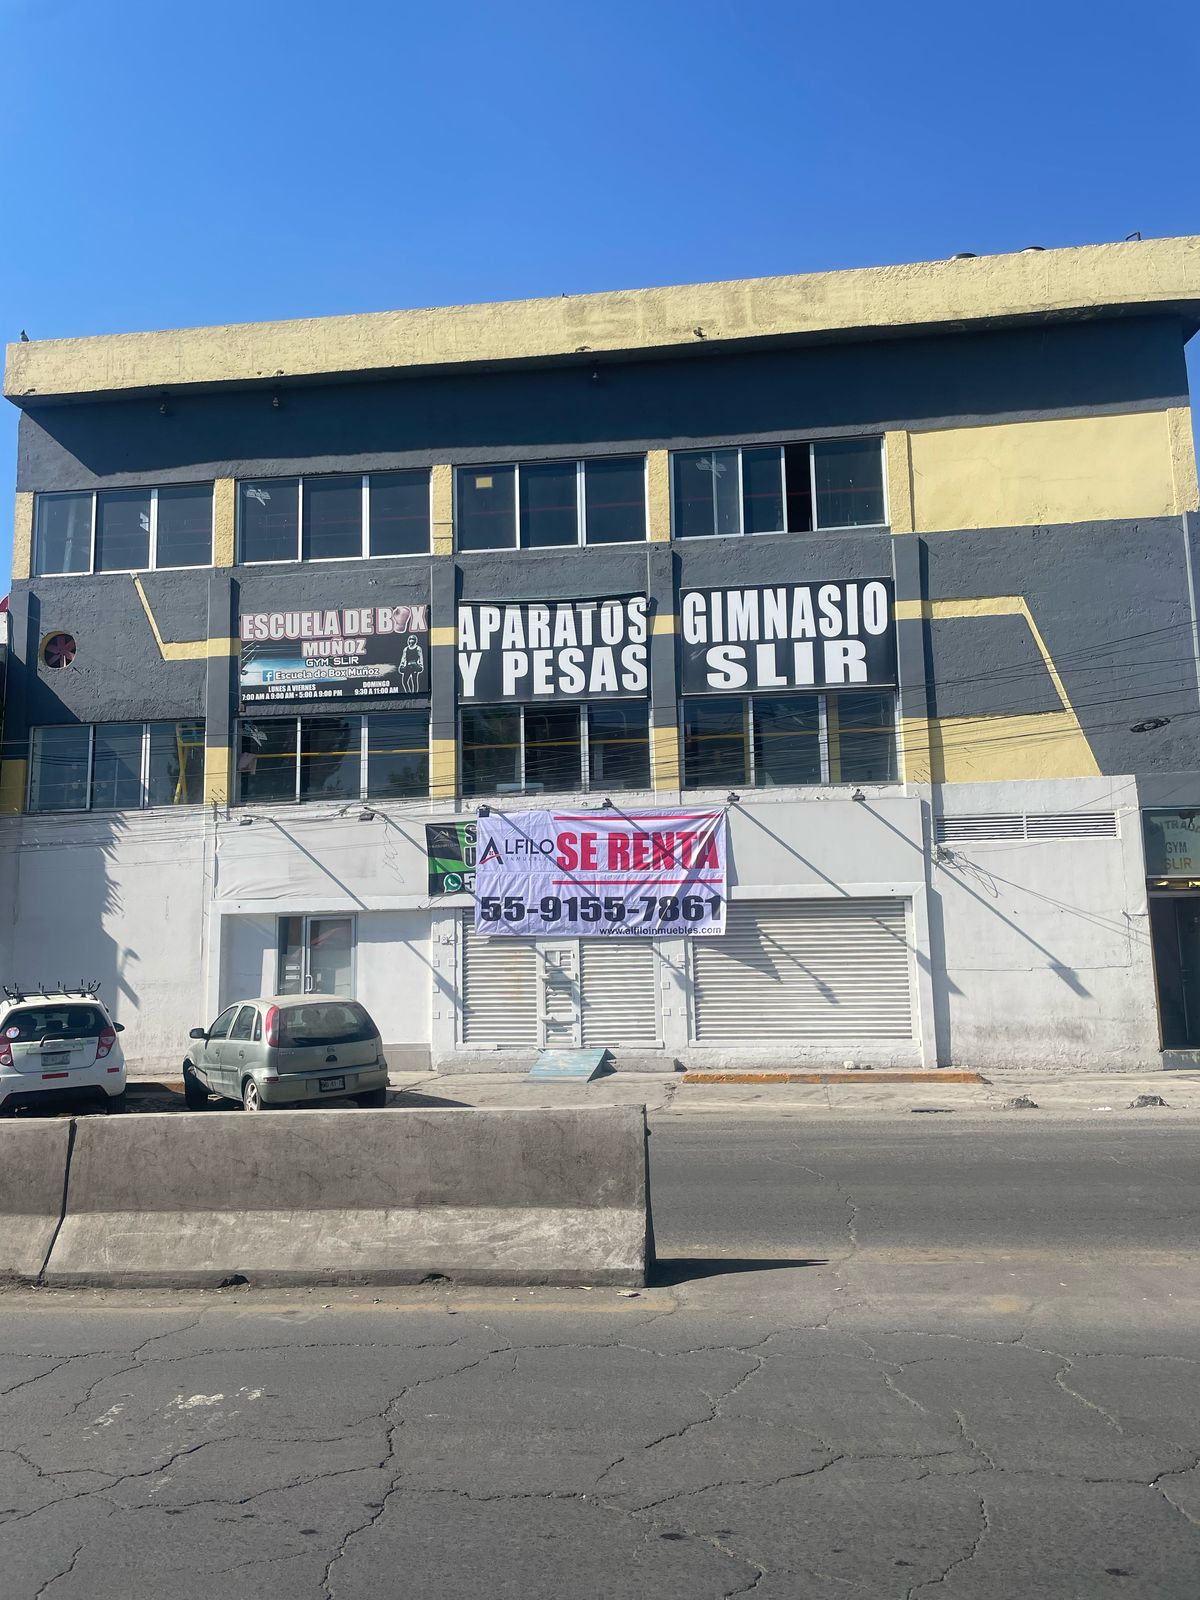 ESCUELA DE BOX
MUÑOZ
GYM SLIR
Escuela de Box Muñoz
LUNES A VIERNES
7:00 AM A 9:00 AM - 5:00 A 9:00 PM
DOMINGO
9:30 A 11:00 AM
APARATOS
Y PESAS
GIMNASIO
SLIR
ALFILO
INMUEBLES
SE RENTA
55-9155-7861
www.alfiloinmuebles.com
S
U
5
GYM
SLIR